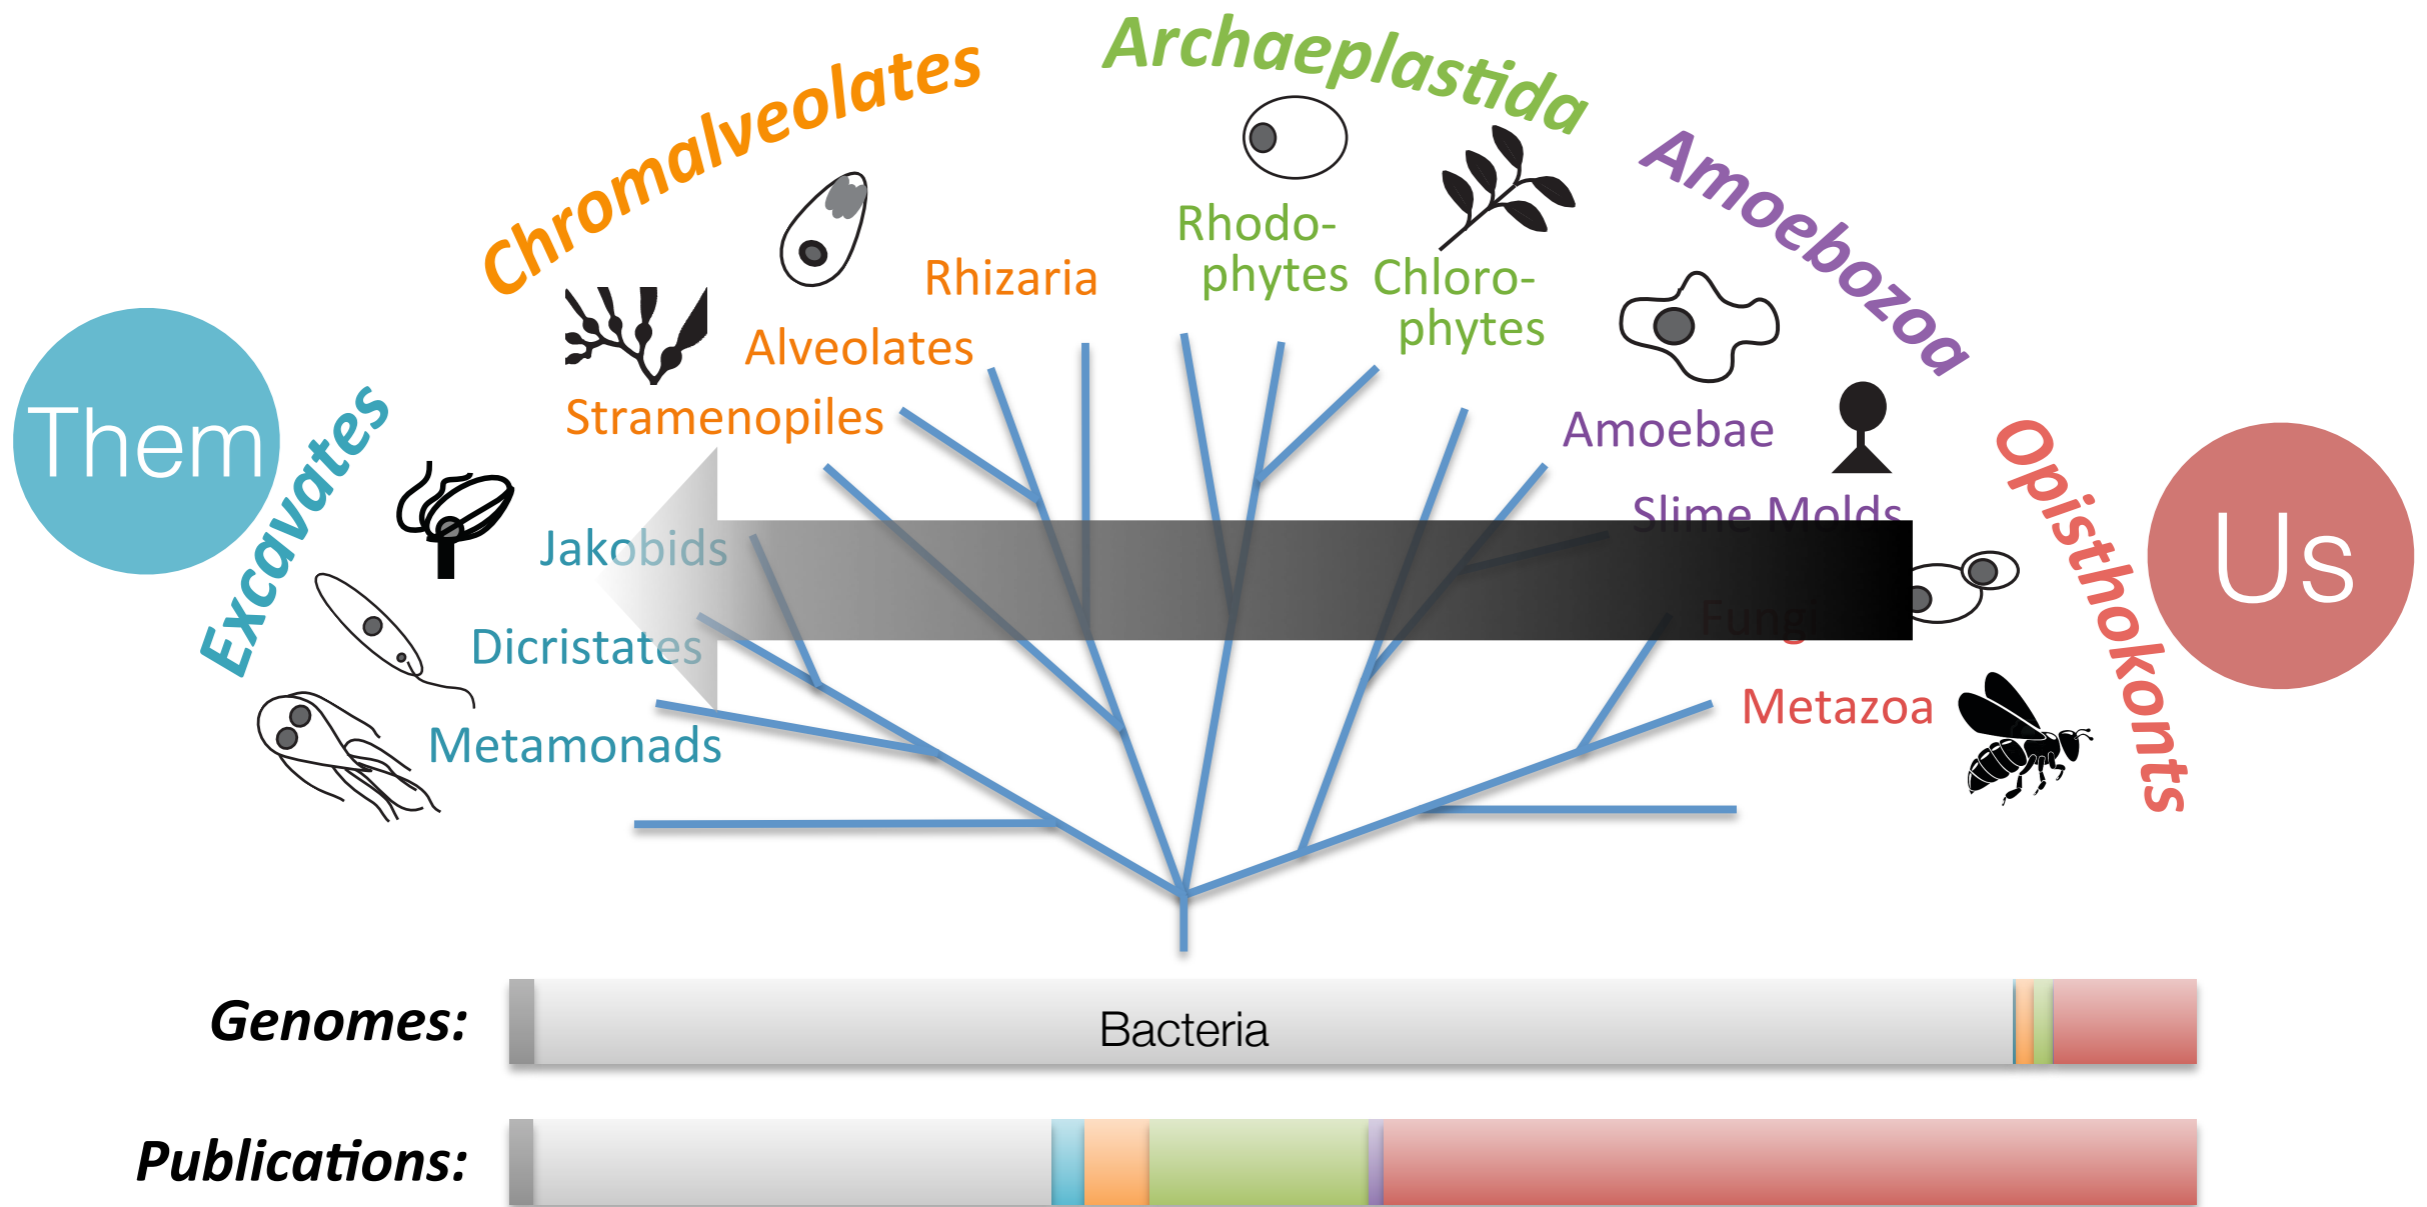 Chromalveolates
Archaeplastida
Amoebozoa
Rhodo-
phytes
Chloro-
phytes
Rhizaria
Alveolates
Stramenopiles
Amoebae
Them
Excavates
Opisthokonts
Us
Slime Molds
Jakobids
Fungi
Dicristates
Metazoa
Metamonads
Genomes:
Bacteria
Publications: